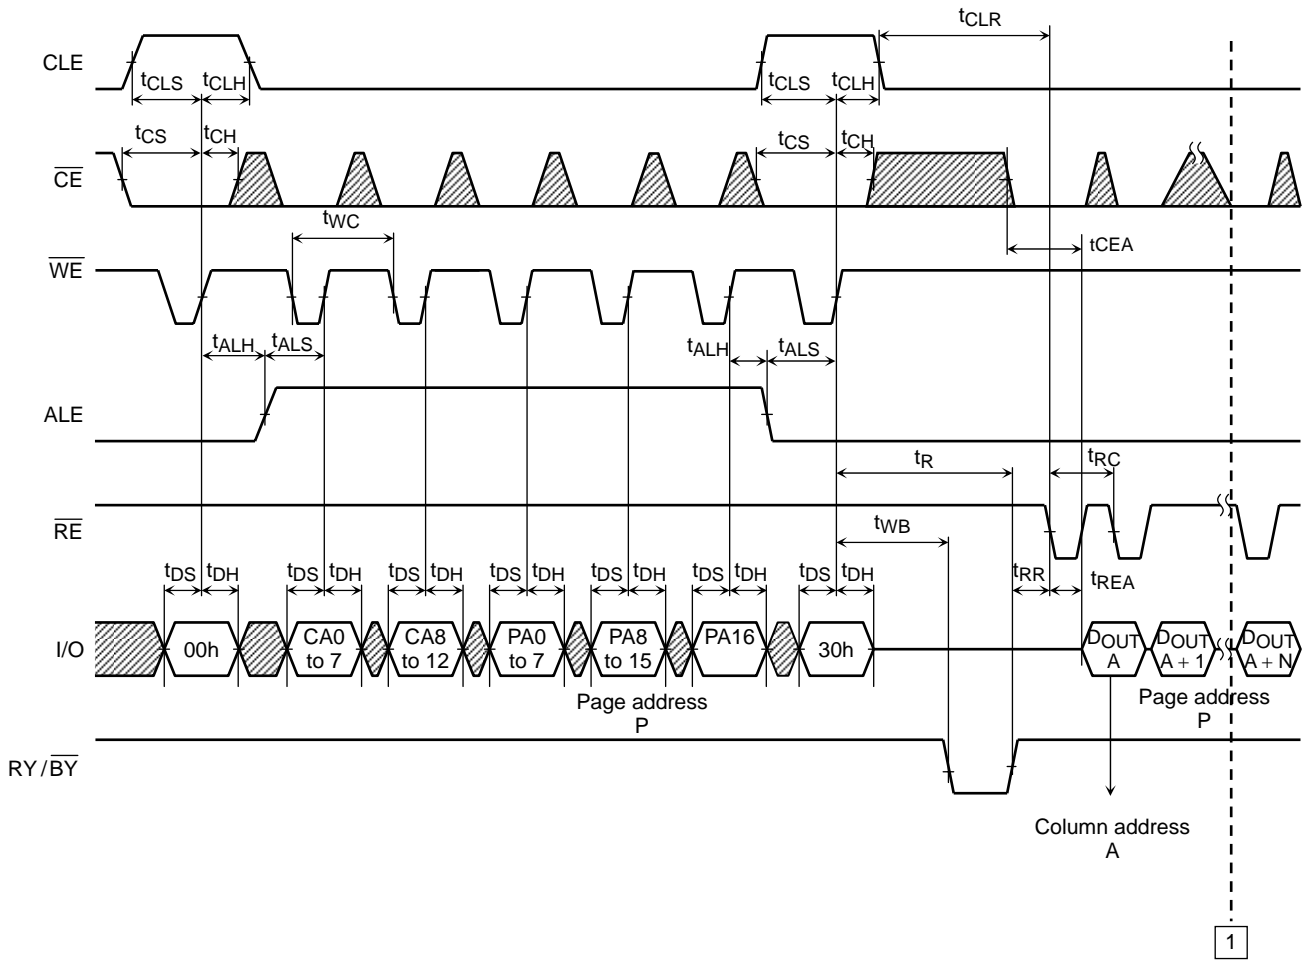 tCLR
CLE
tCLS tCLH tCLS tCLH
tCS tCH tCS tCH
CE
tWC tCEA
WE
tALH tALS tALH tALS
ALE
tR tRC
RE
tWB
tDS tDH tDS tDH tDS tDH tDS tDH tDS tDH tDS tDH tDS tDH tRR tREA
I/O 00h CA0 to 7 CA8 to 12 PA0 to 7 PA8 to 15 PA16 30h DOUT A DOUT A + 1 DOUT A + N
Page address P Page address P
RY/BY
Column address
A
1